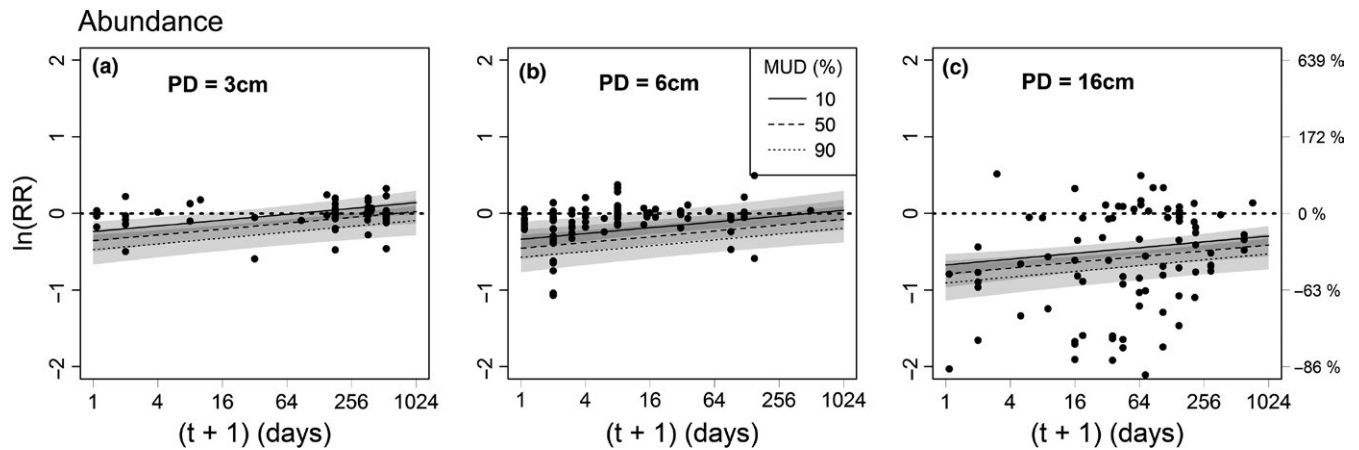 Abundance
(a)
PD = 3cm
(b)
PD = 6cm
MUD (%)
10
50
90
(c)
PD = 16cm
ln(RR)
2
1
0
−1
−2
1 4 16 64 256 1024
(t + 1) (days)
2
1
0
−1
−2
1 4 16 64 256 1024
(t + 1) (days)
2
1
0
−1
−2
639 %
172 %
0 %
−63 %
−86 %
1 4 16 64 256 1024
(t + 1) (days)